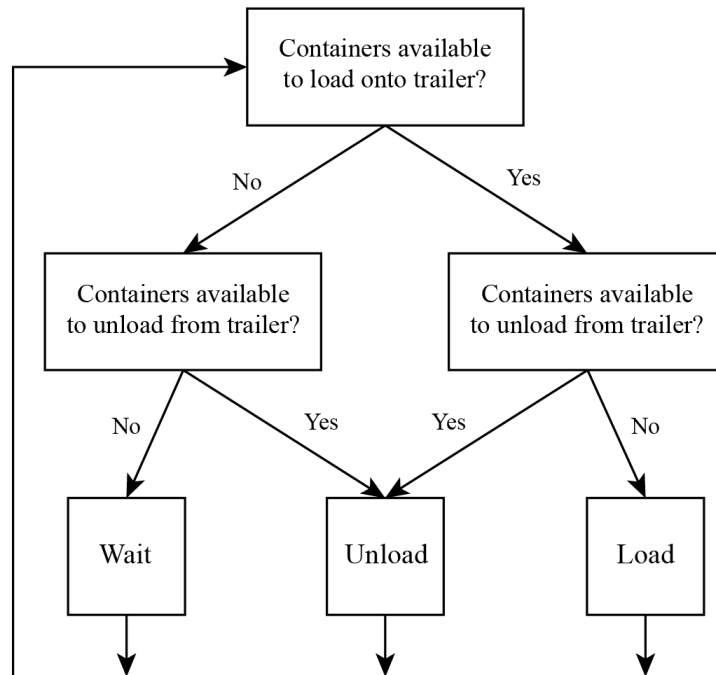 Containers available
to load onto trailer?
No
Yes
Containers available
to unload from trailer?
Containers available
to unload from trailer?
No
Yes
Yes
No
Wait
Unload
Load